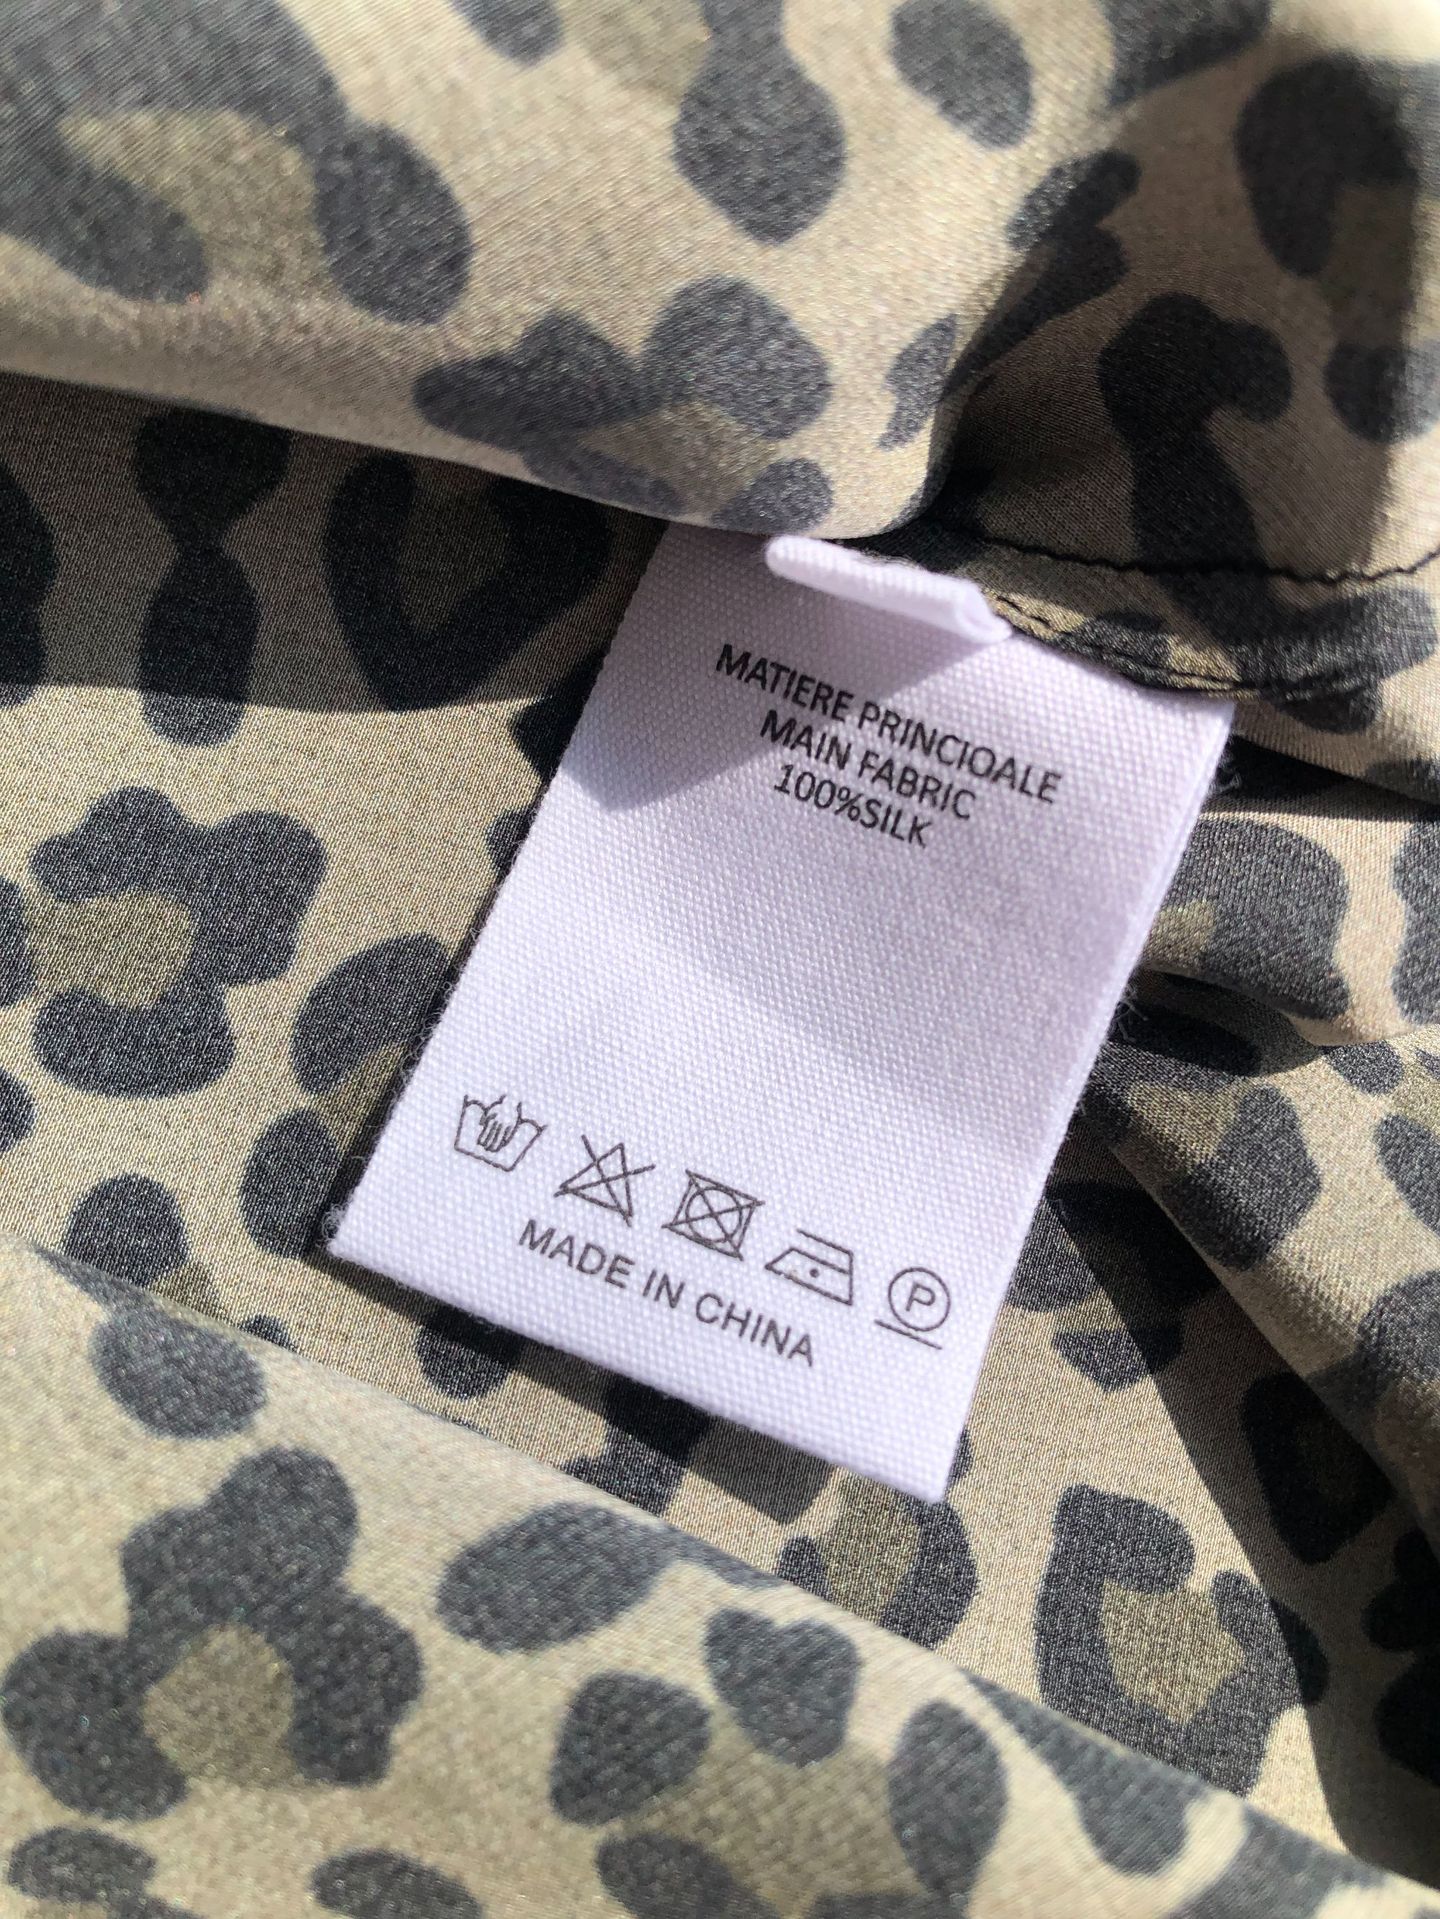 MATIERE PRINCIOALE
MAIN FABRIC
100%SILK
P
MADE IN CHINA